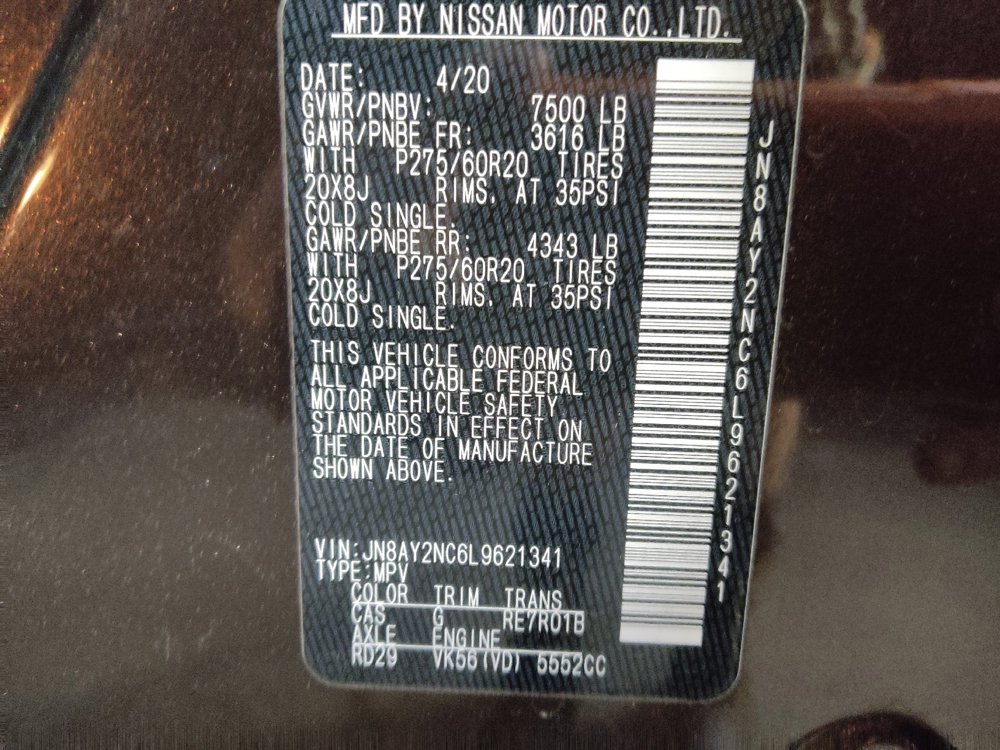 MFD BY NISSAN MOTOR CO.,LTD.
DATE: 4/20
GVWR/PNBV: 7500 LB
GAWR/PNBE FR: 3616 LB
WITH P275/60R20 TIRES
20X8J RIMS. AT 35PSI
COLD SINGLE.
GAWR/PNBE RR: 4343 LB
WITH P275/60R20 TIRES
20X8J RIMS. AT 35PSI
COLD SINGLE.
THIS VEHICLE CONFORMS TO
ALL APPLICABLE FEDERAL
MOTOR VEHICLE SAFETY
STANDARDS IN EFFECT ON
THE DATE OF MANUFACTURE
SHOWN ABOVE.
VIN:JN8AY2NC6L9621341
TYPE:MPV
COLOR TRIM TRANS
CAS G RE7R01B
AXLE ENGINE
RD29 VK56(VD) 5552CC
JN8AY2NC6L9621341